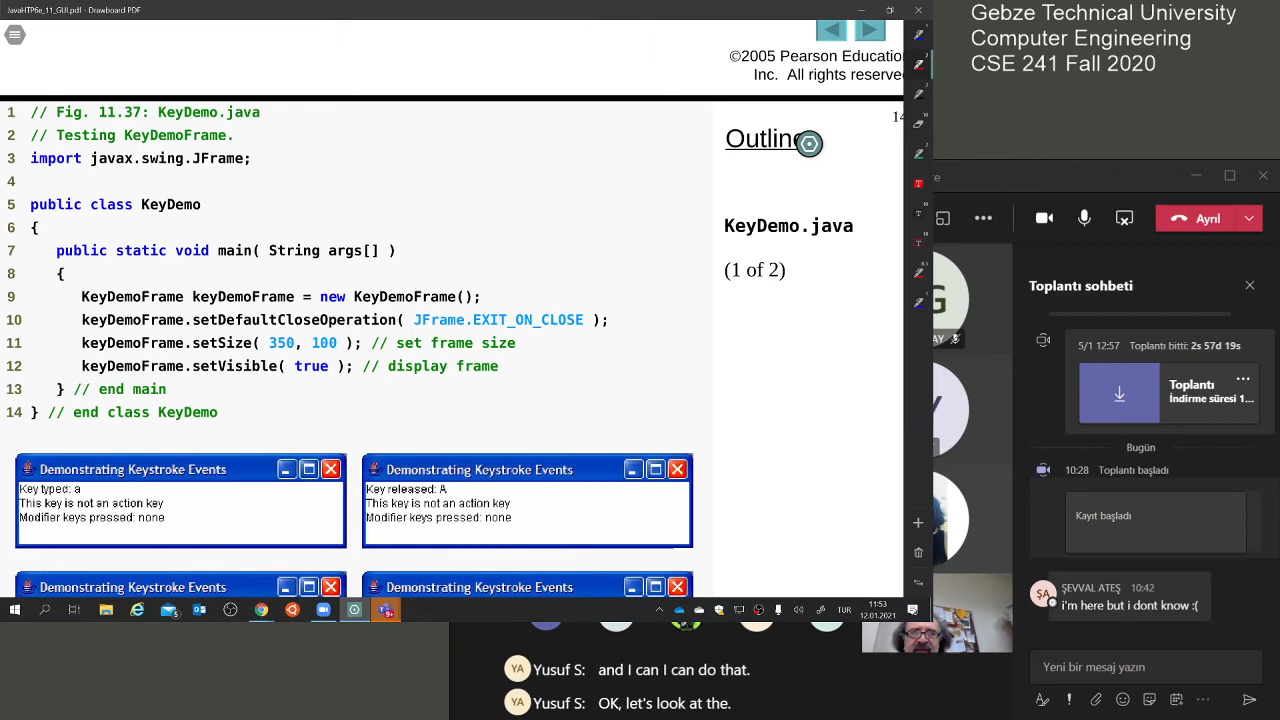 JavaHTP6e_11_GUI.pdf - Drawboard PDF
©2005 Pearson Education
Inc. All rights reserve
1 // Fig. 11.37: KeyDemo.java
2 // Testing KeyDemoFrame.
3 import javax.swing.JFrame;
4
5 public class KeyDemo
6 {
7 public static void main( String args[] )
8 {
9 KeyDemoFrame keyDemoFrame = new KeyDemoFrame();
10 keyDemoFrame.setDefaultCloseOperation( JFrame.EXIT_ON_CLOSE );
11 keyDemoFrame.setSize( 350, 100 ); // set frame size
12 keyDemoFrame.setVisible( true ); // display frame
13 } // end main
14 } // end class KeyDemo
14
Outline
KeyDemo.java
(1 of 2)
Demonstrating Keystroke Events
Key typed: a
This key is not an action key
Modifier keys pressed: none
Demonstrating Keystroke Events
Key released: A
This key is not an action key
Modifier keys pressed: none
Demonstrating Keystroke Events
Demonstrating Keystroke Events
TUR
11:53
12.01.2021
Gebze Technical University
Computer Engineering
CSE 241 Fall 2020
Ayrıl
G
AY
Toplantı sohbeti
5/1 12:57 Toplantı bitti: 2s 57d 19s
Toplantı
İndirme süresi 1...
Bugün
10:28 Toplantı başladı
Kayıt başladı
ŞA
ŞEVVAL ATEŞ 10:42
i'm here but i dont know :(
Yeni bir mesaj yazın
YA Yusuf S: and I can I can do that.
YA Yusuf S: OK, let's look at the.